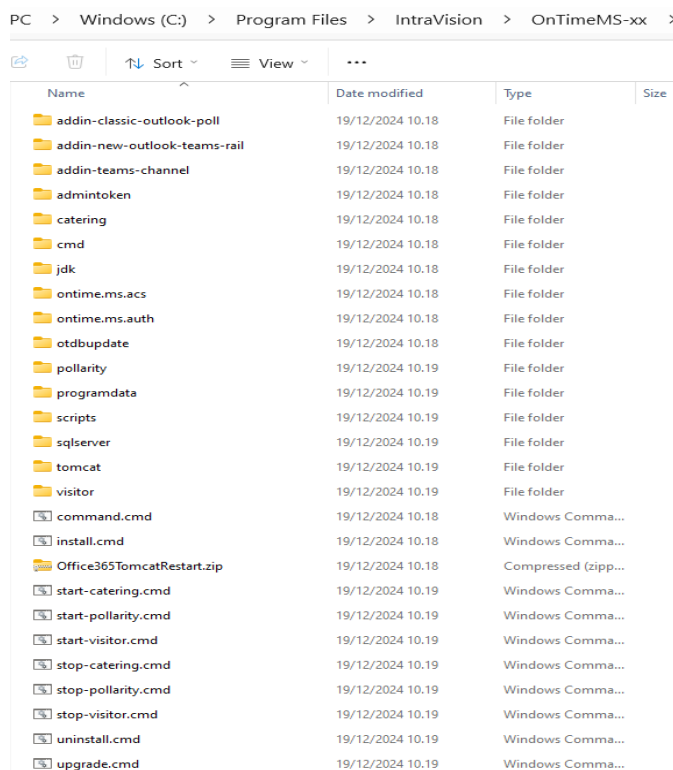 PC > Windows (C:) > Program Files > IntraVision > OnTimeMS-xx >
Sort View ...
Name Date modified Type Size
addin-classic-outlook-poll 19/12/2024 10.18 File folder
addin-new-outlook-teams-rail 19/12/2024 10.18 File folder
addin-teams-channel 19/12/2024 10.18 File folder
admintoken 19/12/2024 10.18 File folder
catering 19/12/2024 10.18 File folder
cmd 19/12/2024 10.18 File folder
jdk 19/12/2024 10.18 File folder
ontime.ms.acs 19/12/2024 10.18 File folder
ontime.ms.auth 19/12/2024 10.18 File folder
otdbupdate 19/12/2024 10.18 File folder
pollarity 19/12/2024 10.19 File folder
programdata 19/12/2024 10.19 File folder
scripts 19/12/2024 10.19 File folder
sqlserver 19/12/2024 10.19 File folder
tomcat 19/12/2024 10.19 File folder
visitor 19/12/2024 10.19 File folder
command.cmd 19/12/2024 10.18 Windows Comma...
install.cmd 19/12/2024 10.18 Windows Comma...
Office365TomcatRestart.zip 19/12/2024 10.18 Compressed (zipp...
start-catering.cmd 19/12/2024 10.19 Windows Comma...
start-pollarity.cmd 19/12/2024 10.19 Windows Comma...
start-visitor.cmd 19/12/2024 10.19 Windows Comma...
stop-catering.cmd 19/12/2024 10.19 Windows Comma...
stop-pollarity.cmd 19/12/2024 10.19 Windows Comma...
stop-visitor.cmd 19/12/2024 10.19 Windows Comma...
uninstall.cmd 19/12/2024 10.19 Windows Comma...
upgrade.cmd 19/12/2024 10.19 Windows Comma...